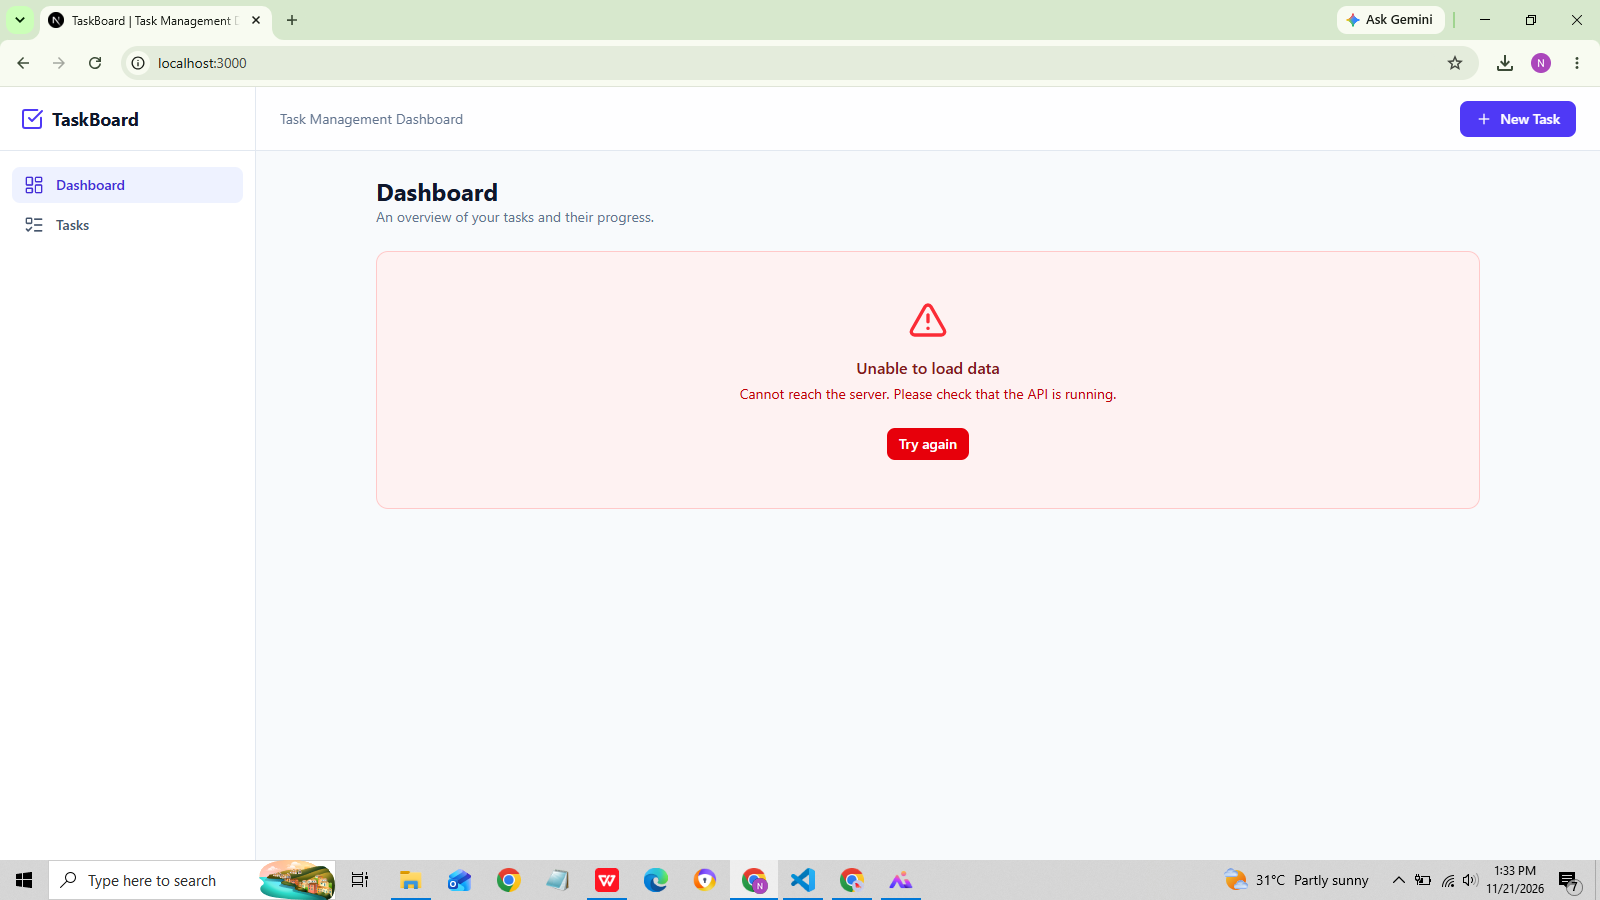 TaskBoard | Task Management D
Ask Gemini
localhost:3000
N
TaskBoard
Task Management Dashboard
New Task
Dashboard
Tasks
Dashboard
An overview of your tasks and their progress.
Unable to load data
Cannot reach the server. Please check that the API is running.
Try again
Type here to search
31°C Partly sunny
1:33 PM
11/21/2026
7